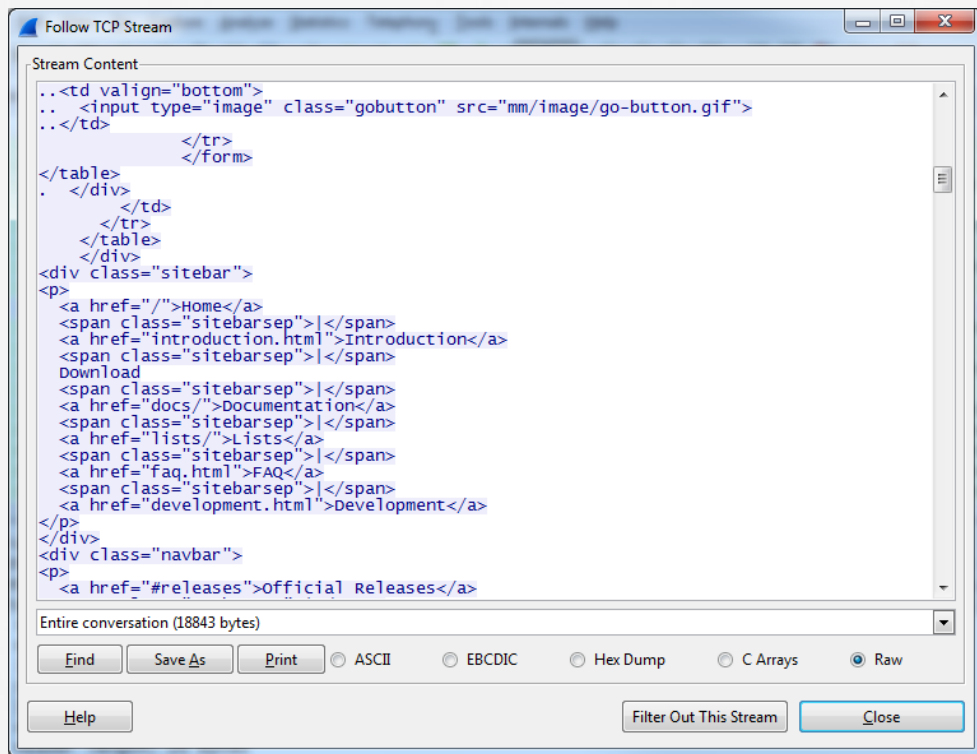 Follow TCP Stream
Stream Content
..<td valign="bottom">
..   <input type="image" class="gobutton" src="mm/image/go-button.gif">
..</td>
</tr>
</form>
</table>
.   </div>
</td>
</tr>
</table>
</div>
<div class="sitebar">
<p>
<a href="/">Home</a>
<span class="sitebarsep">|</span>
<a href="introduction.html">Introduction</a>
<span class="sitebarsep">|</span>
Download
<span class="sitebarsep">|</span>
<a href="docs/">Documentation</a>
<span class="sitebarsep">|</span>
<a href="lists/">Lists</a>
<span class="sitebarsep">|</span>
<a href="faq.html">FAQ</a>
<span class="sitebarsep">|</span>
<a href="development.html">Development</a>
</p>
</div>
<div class="navbar">
<p>
<a href="#releases">Official Releases</a>
Entire conversation (18843 bytes)
Find Save As Print ASCII EBCDIC Hex Dump C Arrays Raw
Help Filter Out This Stream Close